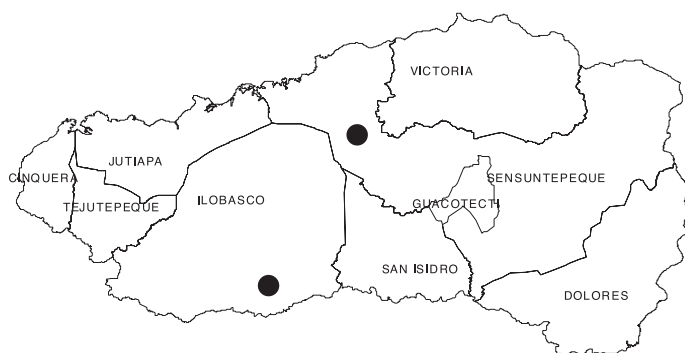 VICTORIA
JUTIAPA
CINQUERA
SENSUNTEPEQUE
TEJUTEPEQUE
ILOBASCO
GUACOTECTI
SAN ISIDRO
DOLORES